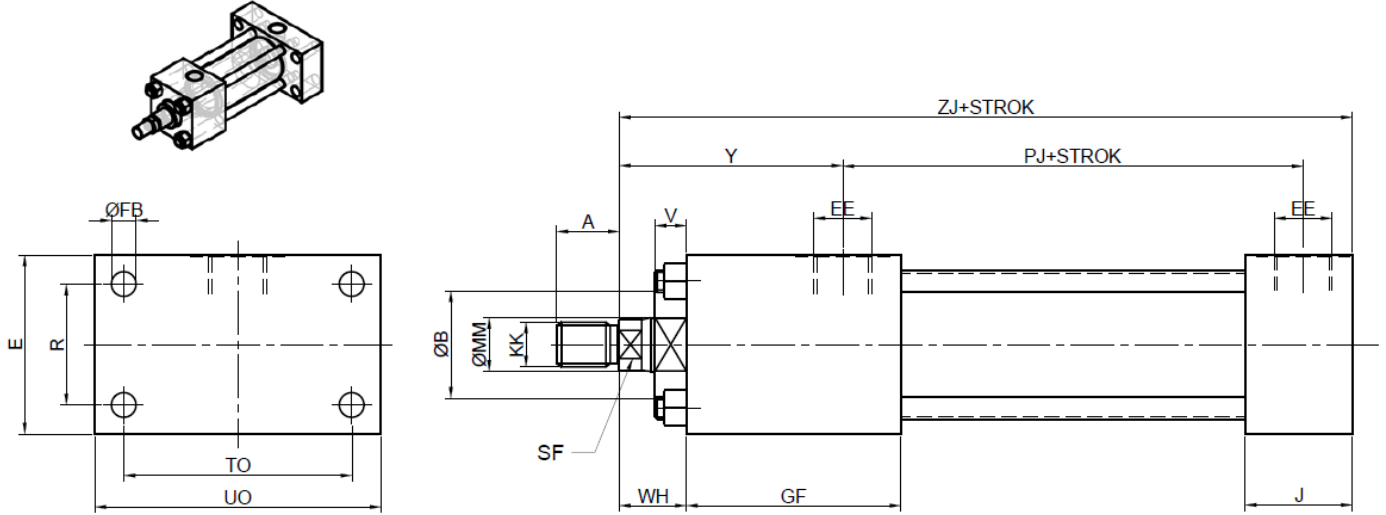 ZJ+STROK
Y
PJ+STROK
ØFB
A
V
EE
EE
E
R
ØB
ØMM
KK
SF
TO
UO
WH
GF
J